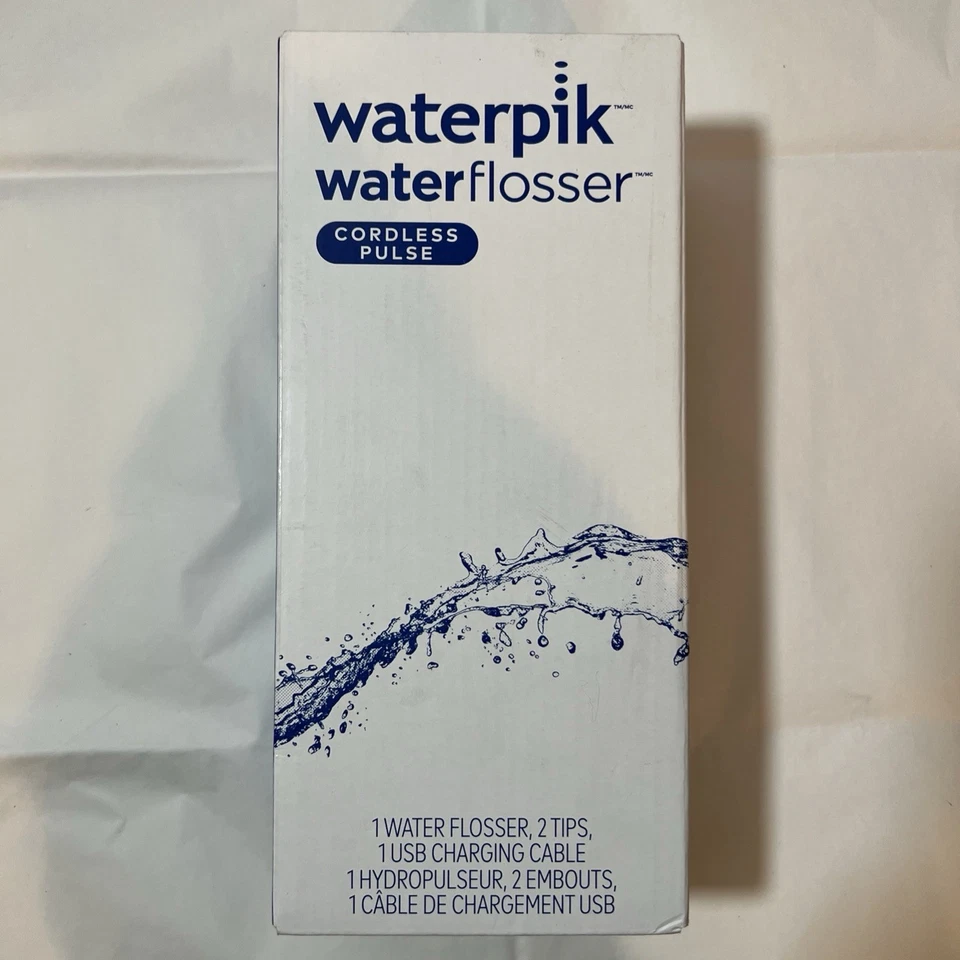 waterpik™/MC
waterflosser™/MC
CORDLESS
PULSE
1 WATER FLOSSER, 2 TIPS,
1 USB CHARGING CABLE
1 HYDROPULSEUR, 2 EMBOUTS,
1 CÂBLE DE CHARGEMENT USB